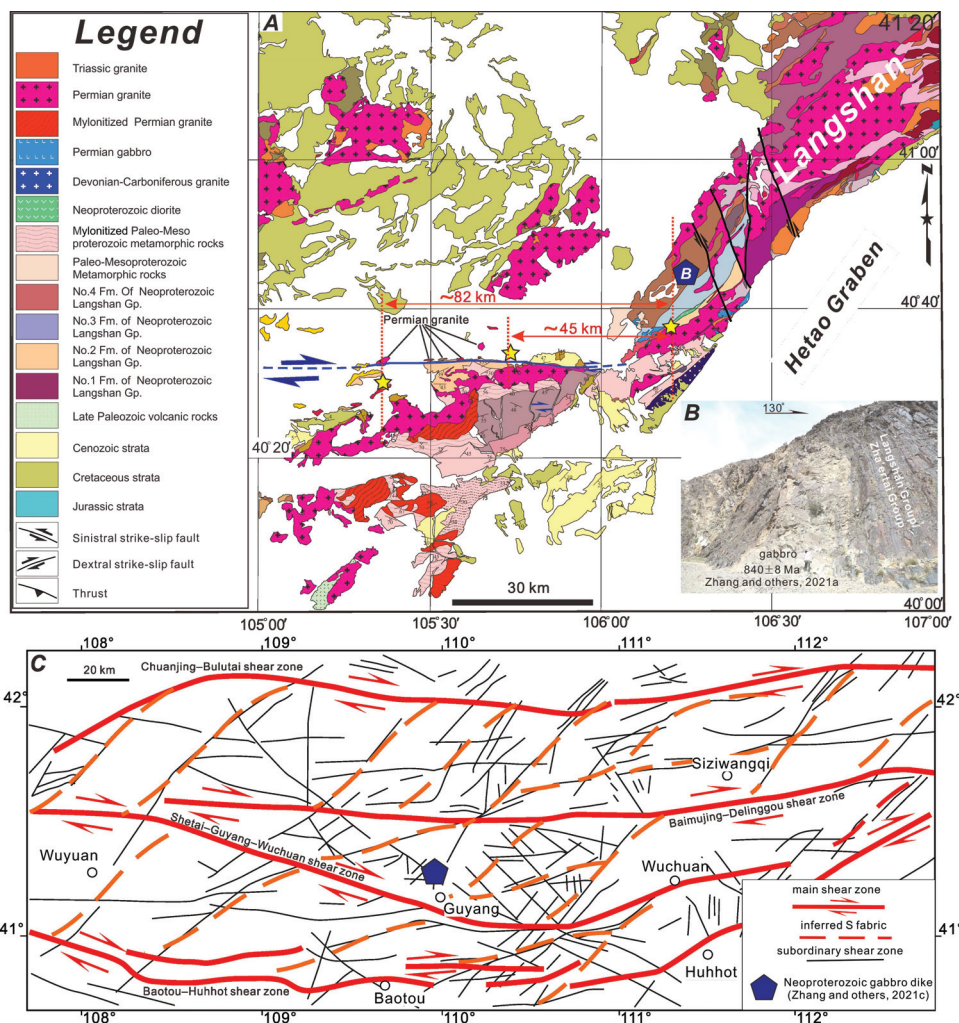 Legend
Triassic granite
Permian granite
Mylonitized Permian granite
Permian gabbro
Devonian-Carboniferous granite
Neoproterozoic diorite
Mylonitized Paleo-Meso
proterozoic metamorphic rocks
Paleo-Mesoproterozoic
Metamorphic rocks
No.4 Fm. Of Neoproterozoic
Langshan Gp.
No.3 Fm. of Neoproterozoic
Langshan Gp.
No.2 Fm. of Neoproterozoic
Langshan Gp.
No.1 Fm. of Neoproterozoic
Langshan Gp.
Late Paleozoic volcanic rocks
Cenozoic strata
Cretaceous strata
Jurassic strata
Sinistral strike-slip fault
Dextral strike-slip fault
Thrust
A
41 20'
Langshan
41 00'
N
B
Hetao Graben
~82 km
40 40'
Permian granite
~45 km
40 20'
B
130°
Langshan Group/
Zha'ertai Group
gabbro
840±8 Ma
Zhang and others, 2021a
30 km
40 00'
105°00'
105°30'
106°00'
106°30'
107°00'
108°
109°
110°
111°
112°
C
20 km
Chuanjing–Bulutai shear zone
42°
42°
Siziwangqi
Baimujing–Delinggou shear zone
Shetai–Guyang–Wuchuan shear zone
Wuyuan
Wuchuan
Guyang
41°
41°
Huhhot
Baotou–Huhhot shear zone
Baotou
main shear zone
inferred S fabric
subordinary shear zone
Neoproterozoic gabbro dike
(Zhang and others, 2021c)
108°
109°
110°
111°
112°